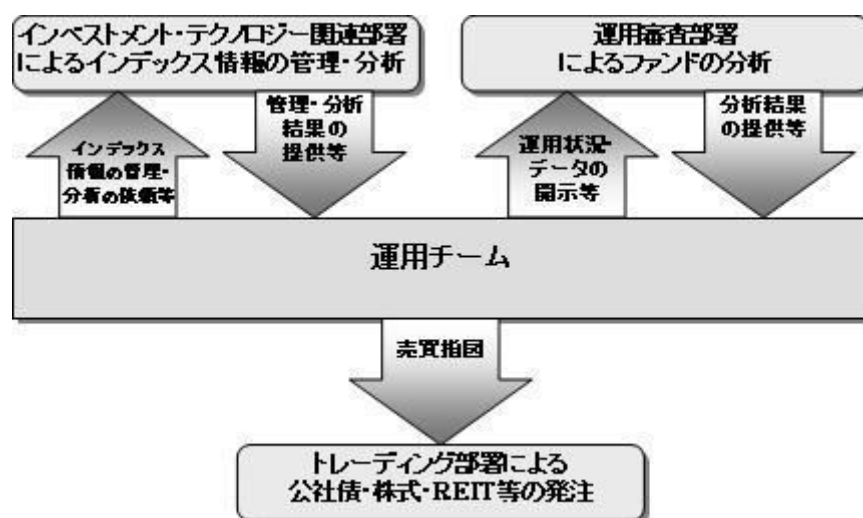 インベストメント・テクノロジー関連部署
によるインデックス情報の管理・分析
運用審査部署
によるファンドの分析
インデックス
情報の管理・
分析の依頼等
管理・分析
結果の
提供等
運用状況・
データの
開示等
分析結果
の提供等
運用チーム
売買指図
トレーディング部署による
公社債・株式・REIT等の発注